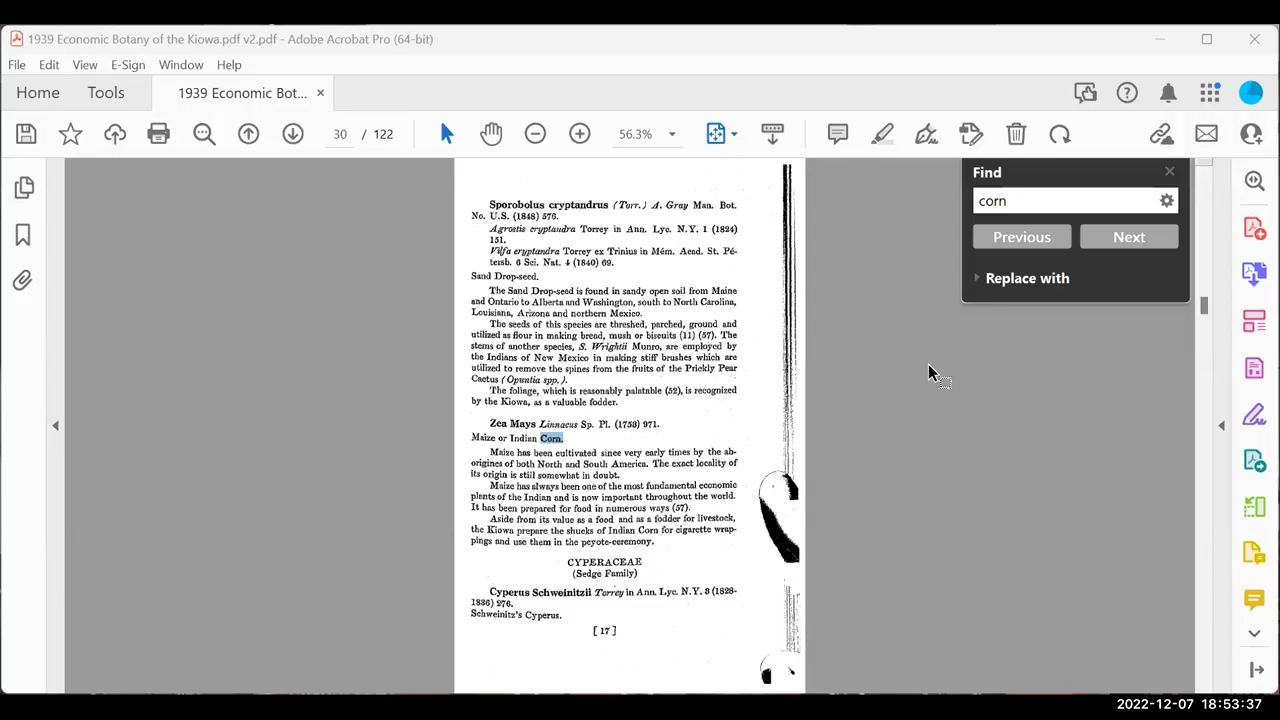 1939 Economic Botany of the Kiowa.pdf v2.pdf - Adobe Acrobat Pro (64-bit)
File Edit View E-Sign Window Help
Home Tools 1939 Economic Bot... ×
30 / 122 56.3%
Find
corn
Previous Next
Replace with
Sporobolus cryptandrus (Torr.) A. Gray Man. Bot.
No. U.S. (1848) 576.
Agrostis cryptandra Torrey in Ann. Lyc. N.Y. 1 (1824)
151.
Vilfa cryptandra Torrey ex Trinius in Mém. Acad. St. Pé-
tersb. 6 Sci. Nat. 4 (1840) 69.
Sand Drop-seed.
The Sand Drop-seed is found in sandy open soil from Maine
and Ontario to Alberta and Washington, south to North Carolina,
Louisiana, Arizona and northern Mexico.
The seeds of this species are threshed, parched, ground and
utilized as flour in making bread, mush or biscuits (11) (57). The
stems of another species, S. Wrightii Munro, are employed by
the Indians of New Mexico in making stiff brushes which are
utilized to remove the spines from the fruits of the Prickly Pear
Cactus (Opuntia spp.).
The foliage, which is reasonably palatable (52), is recognized
by the Kiowa, as a valuable fodder.
Zea Mays Linnaeus Sp. Pl. (1753) 971.
Maize or Indian Corn.
Maize has been cultivated since very early times by the ab-
origines of both North and South America. The exact locality of
its origin is still somewhat in doubt.
Maize has always been one of the most fundamental economic
plants of the Indian and is now important throughout the world.
It has been prepared for food in numerous ways (57).
Aside from its value as a food and as a fodder for livestock,
the Kiowa prepare the shucks of Indian Corn for cigarette wrap-
pings and use them in the peyote-ceremony.
CYPERACEAE
(Sedge Family)
Cyperus Schweinitzii Torrey in Ann. Lyc. N.Y. 3 (1828-
1836) 276.
Schweinitz's Cyperus.
[ 17 ]
2022-12-07 18:53:37